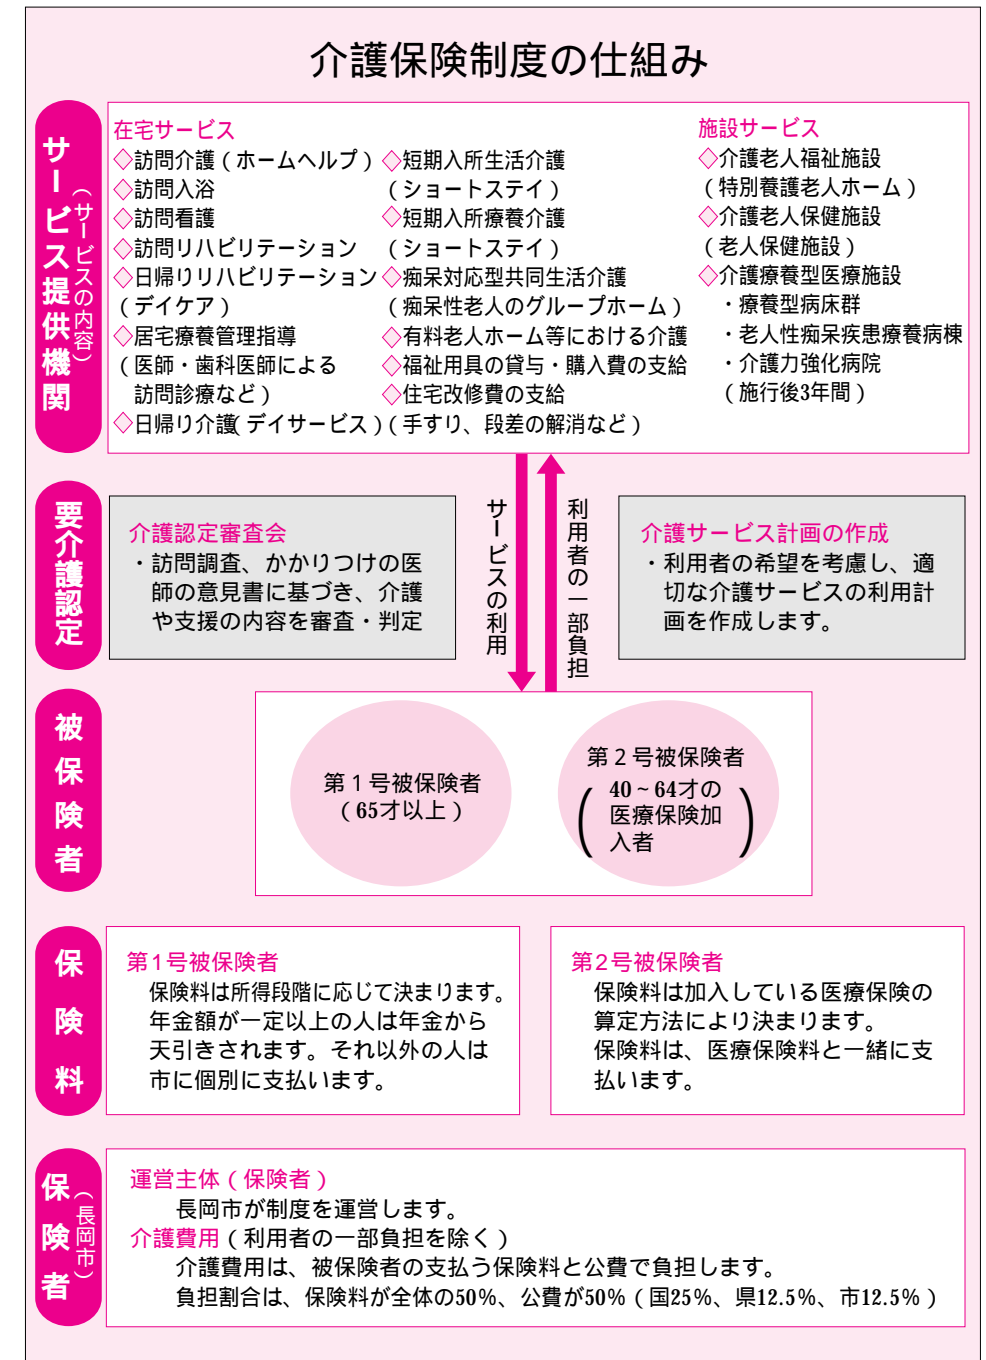 介護保険制度の仕組み
サービス提供機関
（サービスの内容）
在宅サービス
◇訪問介護（ホームヘルプ）
◇訪問入浴
◇訪問看護
◇訪問リハビリテーション
◇日帰りリハビリテーション
（デイケア）
◇居宅療養管理指導
（医師・歯科医師による
訪問診療など）
◇日帰り介護（デイサービス）
◇短期入所生活介護
（ショートステイ）
◇短期入所療養介護
（ショートステイ）
◇痴呆対応型共同生活介護
（痴呆性老人のグループホーム）
◇有料老人ホーム等における介護
◇福祉用具の貸与・購入費の支給
◇住宅改修費の支給
（手すり、段差の解消など）
施設サービス
◇介護老人福祉施設
（特別養護老人ホーム）
◇介護老人保健施設
（老人保健施設）
◇介護療養型医療施設
・療養型病床群
・老人性痴呆疾患療養病棟
・介護力強化病院
（施行後3年間）
要介護認定
介護認定審査会
・訪問調査、かかりつけの医
師の意見書に基づき、介護
や支援の内容を審査・判定
サービスの利用
利用者の一部負担
介護サービス計画の作成
・利用者の希望を考慮し、適
切な介護サービスの利用計
画を作成します。
被保険者
第１号被保険者
（65才以上）
第２号被保険者
（40～64才の
医療保険加
入者）
保険料
第1号被保険者
保険料は所得段階に応じて決まります。
年金額が一定以上の人は年金から
天引きされます。それ以外の人は
市に個別に支払います。
第2号被保険者
保険料は加入している医療保険の
算定方法により決まります。
保険料は、医療保険料と一緒に支
払います。
保険者
（長岡市）
運営主体（保険者）
長岡市が制度を運営します。
介護費用（利用者の一部負担を除く）
介護費用は、被保険者の支払う保険料と公費で負担します。
負担割合は、保険料が全体の50％、公費が50％（国25％、県12.5％、市12.5％）